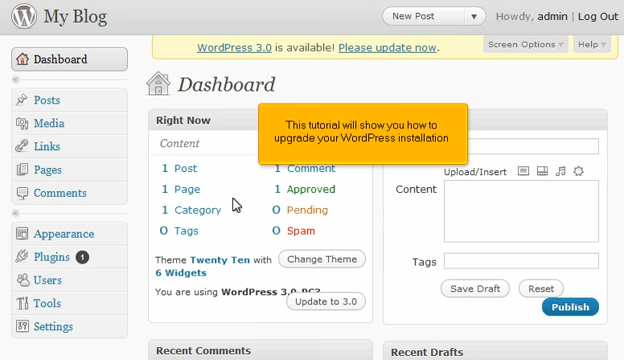 My Blog
New Post
Howdy, admin | Log Out
WordPress 3.0 is available! Please update now.
Screen Options
Help
Dashboard
Posts
Media
Links
Pages
Comments
Appearance
Plugins 1
Users
Tools
Settings
Dashboard
Right Now
This tutorial will show you how to
upgrade your WordPress installation
Content
1 Post
1 Comment
1 Page
1 Approved
1 Category
0 Pending
0 Tags
0 Spam
Theme Twenty Ten with
6 Widgets
Change Theme
You are using WordPress 3.0-RC3.
Update to 3.0
Upload/Insert
Content
Tags
Save Draft
Reset
Publish
Recent Comments
Recent Drafts